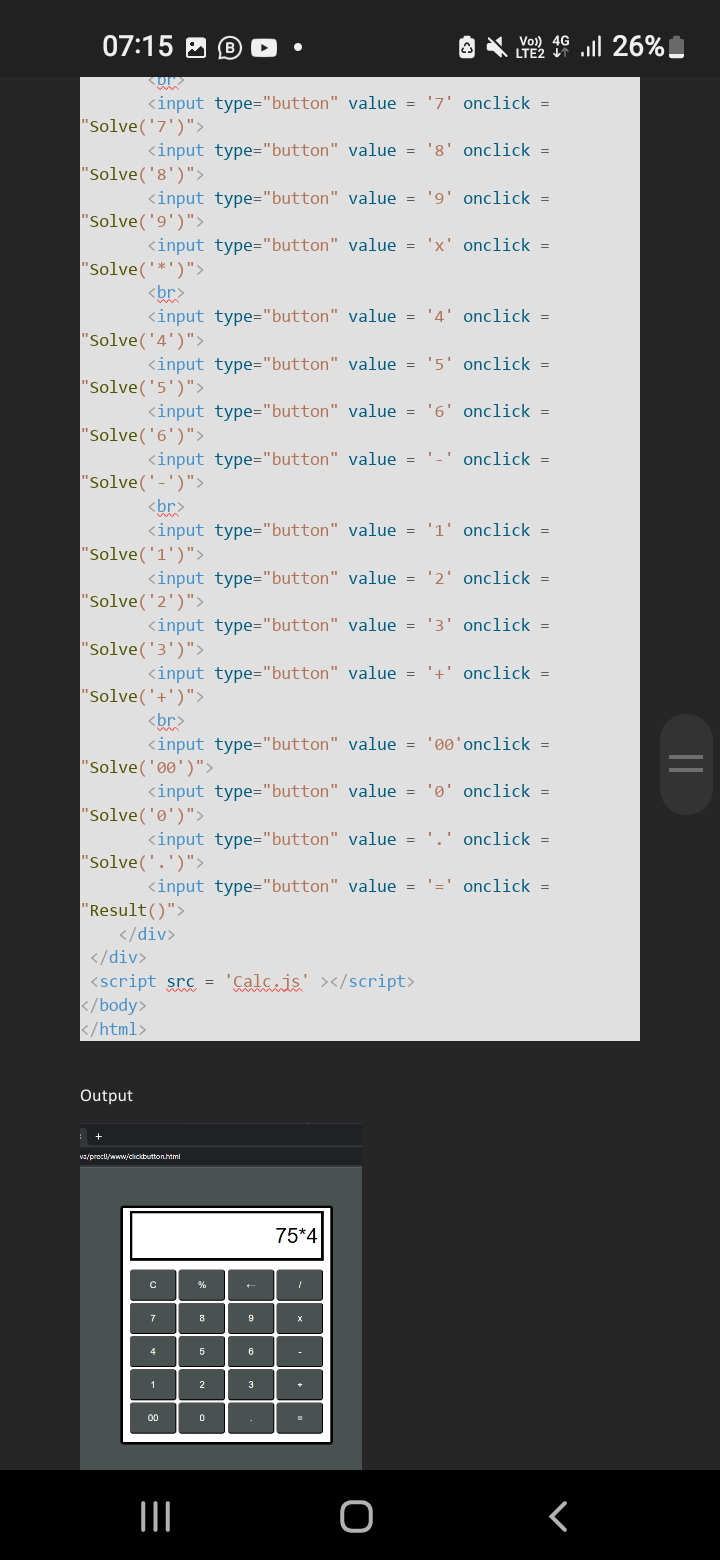 07:15 B Vo)) LTE2 4G 26%
<br>
<input type="button" value = '7' onclick =
"Solve('7')">
<input type="button" value = '8' onclick =
"Solve('8')">
<input type="button" value = '9' onclick =
"Solve('9')">
<input type="button" value = 'x' onclick =
"Solve('*')">
<br>
<input type="button" value = '4' onclick =
"Solve('4')">
<input type="button" value = '5' onclick =
"Solve('5')">
<input type="button" value = '6' onclick =
"Solve('6')">
<input type="button" value = '-' onclick =
"Solve('-')">
<br>
<input type="button" value = '1' onclick =
"Solve('1')">
<input type="button" value = '2' onclick =
"Solve('2')">
<input type="button" value = '3' onclick =
"Solve('3')">
<input type="button" value = '+' onclick =
"Solve('+')">
<br>
<input type="button" value = '00'onclick =
"Solve('00')">
<input type="button" value = '0' onclick =
"Solve('0')">
<input type="button" value = '.' onclick =
"Solve('.')">
<input type="button" value = '=' onclick =
"Result()">
</div>
</div>
<script src = 'Calc.js' ></script>
</body>
</html>
Output
+
va/precll/www/clickbutton.html
75*4
C % ← /
7 8 9 x
4 5 6 -
1 2 3 +
00 0 . =